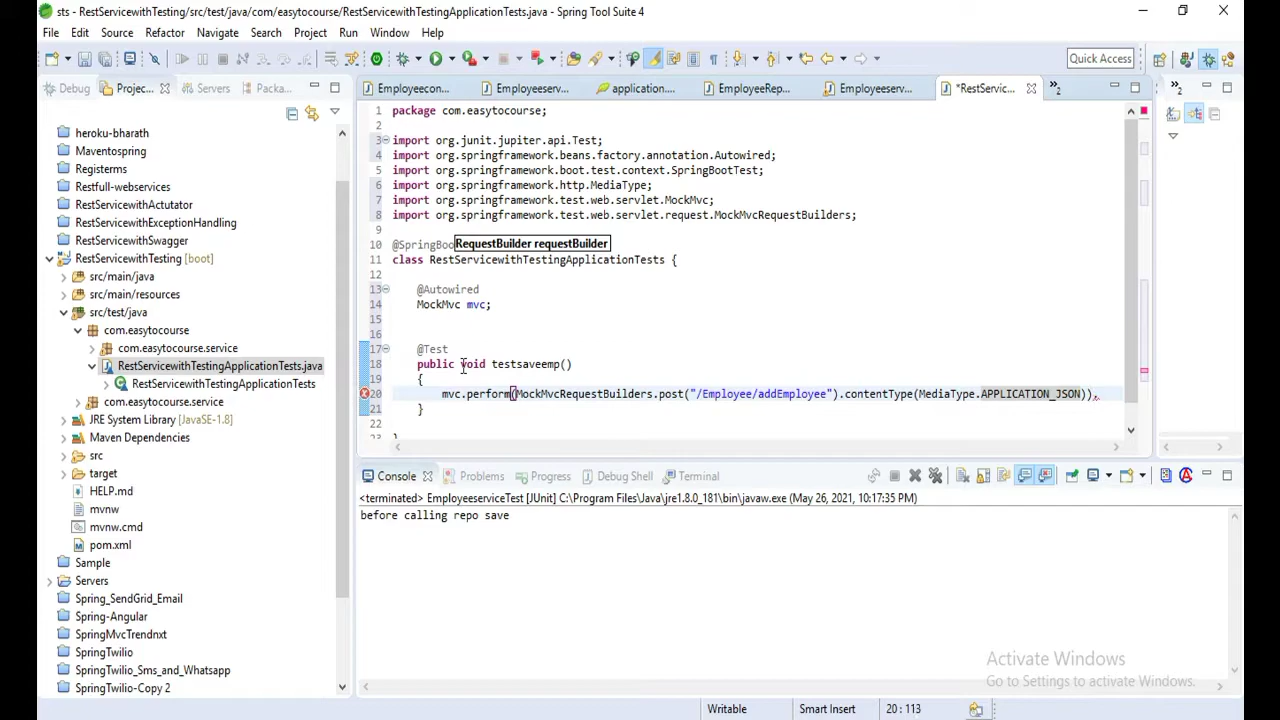 sts - RestServicewithTesting/src/test/java/com/easytocourse/RestServicewithTestingApplicationTests.java - Spring Tool Suite 4
File Edit Source Refactor Navigate Search Project Run Window Help
Quick Access
Debug Projec... Servers Packa...
Employeecon... Employeeserv... application.... EmployeeRep... Employeeserv... *RestServic...
heroku-bharath
Maventospring
Registerms
Restfull-webservices
RestServicewithActutator
RestServicewithExceptionHandling
RestServicewithSwagger
RestServicewithTesting [boot]
src/main/java
src/main/resources
src/test/java
com.easytocourse
com.easytocourse.service
RestServicewithTestingApplicationTests.java
RestServicewithTestingApplicationTests
com.easytocourse.service
JRE System Library [JavaSE-1.8]
Maven Dependencies
src
target
HELP.md
mvnw
mvnw.cmd
pom.xml
Sample
Servers
Spring_SendGrid_Email
Spring-Angular
SpringMvcTrendnxt
SpringTwilio
SpringTwilio_Sms_and_Whatsapp
SpringTwilio-Copy 2
1 package com.easytocourse;
2
3 import org.junit.jupiter.api.Test;
4 import org.springframework.beans.factory.annotation.Autowired;
5 import org.springframework.boot.test.context.SpringBootTest;
6 import org.springframework.http.MediaType;
7 import org.springframework.test.web.servlet.MockMvc;
8 import org.springframework.test.web.servlet.request.MockMvcRequestBuilders;
9
10 @SpringBoo
RequestBuilder requestBuilder
11 class RestServicewithTestingApplicationTests {
12
13 @Autowired
14 MockMvc mvc;
15
16
17 @Test
18 public void testsaveemp()
19 {
20 mvc.perform(MockMvcRequestBuilders.post("/Employee/addEmployee").contentType(MediaType.APPLICATION_JSON)),
21 }
22
23 }
Console Problems Progress Debug Shell Terminal
<terminated> EmployeeserviceTest [JUnit] C:\Program Files\Java\jre1.8.0_181\bin\javaw.exe (May 26, 2021, 10:17:35 PM)
before calling repo save
Activate Windows
Go to Settings to activate Windows.
Writable Smart Insert 20 : 113